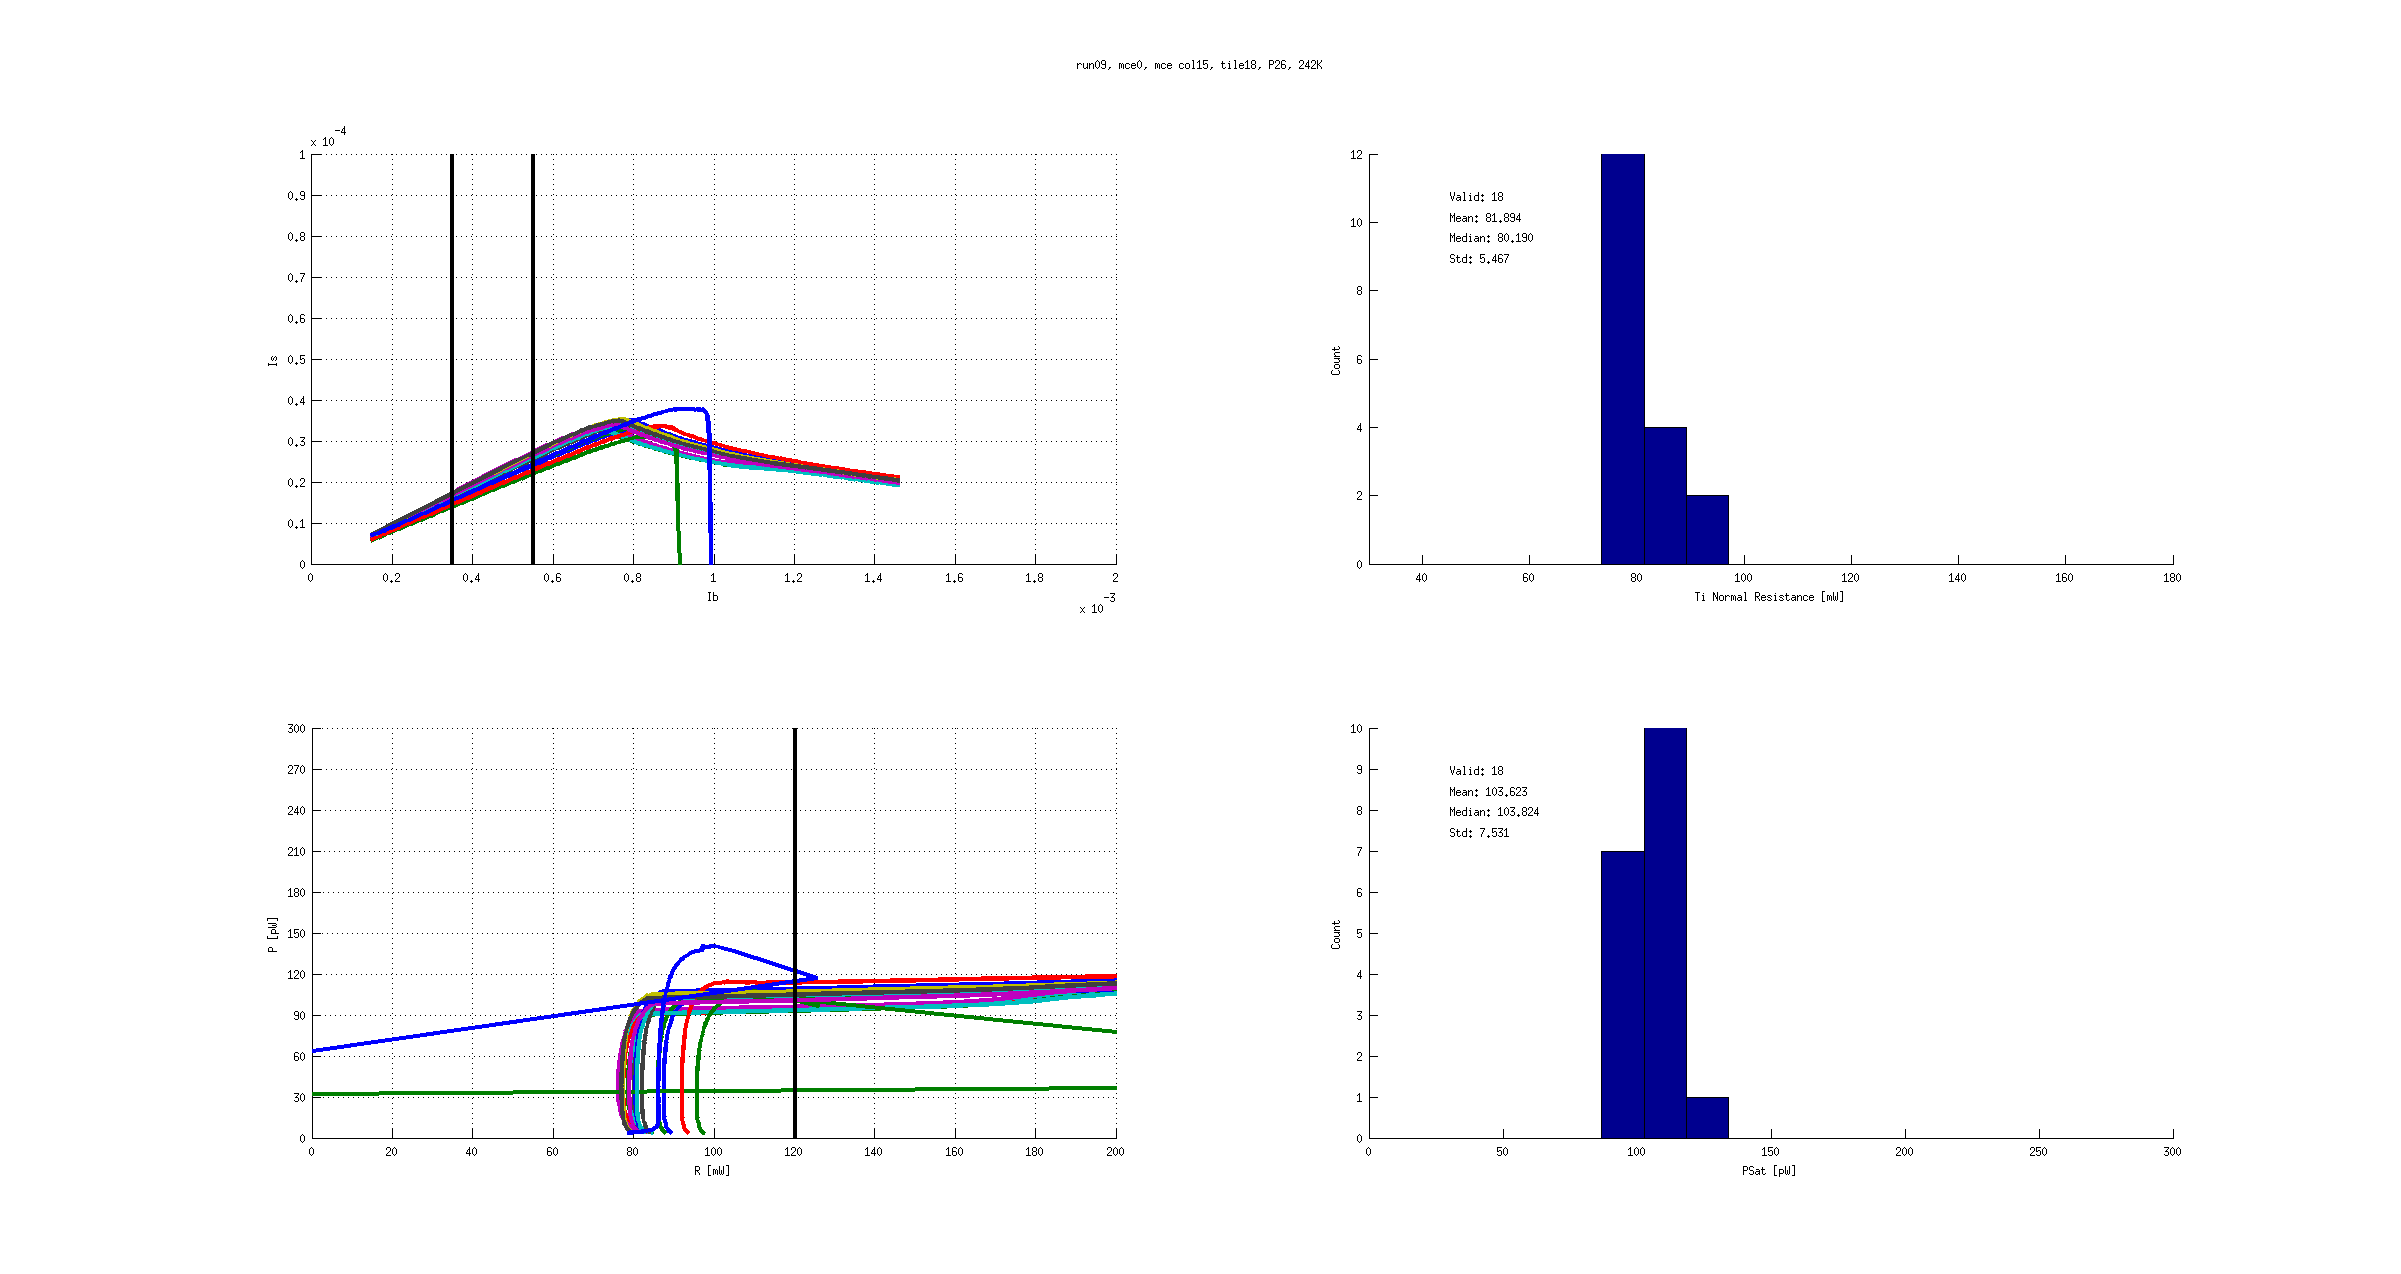 run09, mce0, mce col15, tile18, P26, 242K
x 10^-4
1
0.9
0.8
0.7
0.6
0.5
0.4
0.3
0.2
0.1
0
Is
0 0.2 0.4 0.6 0.8 1 1.2 1.4 1.6 1.8 2
Ib
x 10^-3
12
10
8
6
4
2
0
Count
Valid: 18
Mean: 81.894
Median: 80.190
Std: 5.467
40 60 80 100 120 140 160 180
Ti Normal Resistance [mW]
300
270
240
210
180
150
120
90
60
30
0
P [pW]
0 20 40 60 80 100 120 140 160 180 200
R [mW]
10
9
8
7
6
5
4
3
2
1
0
Count
Valid: 18
Mean: 103.623
Median: 103.824
Std: 7.531
0 50 100 150 200 250 300
PSat [pW]